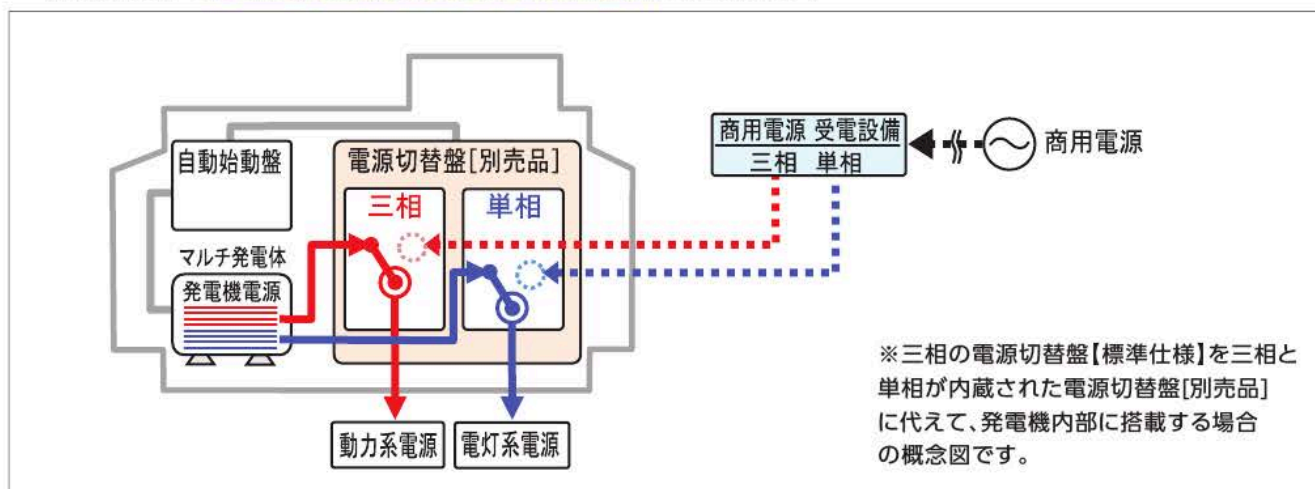 自動始動盤
電源切替盤[別売品]
三相
単相
マルチ発電体
発電機電源
動力系電源
電灯系電源
商用電源 受電設備
三相 単相
商用電源
※三相の電源切替盤【標準仕様】を三相と
単相が内蔵された電源切替盤[別売品]
に代えて、発電機内部に搭載する場合
の概念図です。